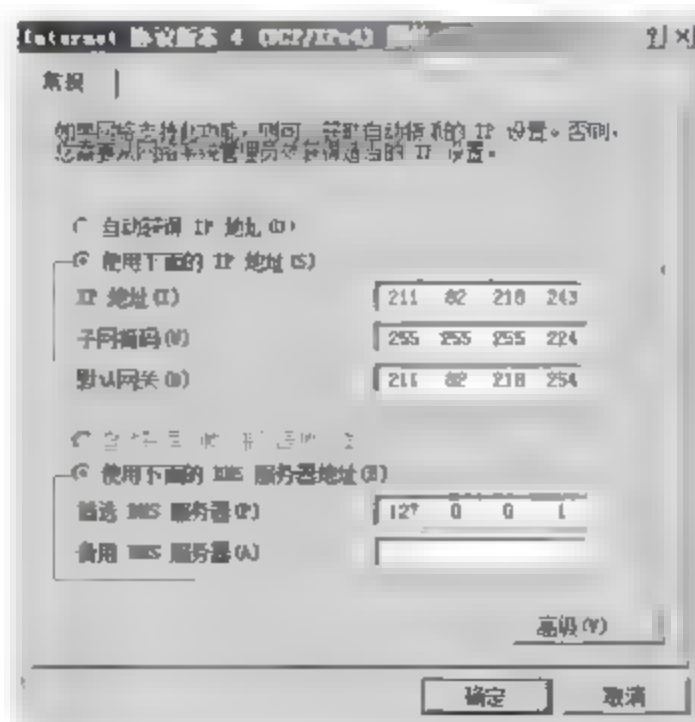 Internet 协议版本 4 (TCP/IPv4) 属性
常规
如果网络支持此功能，则可 获取自动指派的 IP 设置。否则，
您需要从网络系统管理员处获得适当的 IP 设置。
自动获得 IP 地址(O)
使用下面的 IP 地址(S)
IP 地址(I) 211 82 218 243
子网掩码(U) 255 255 255 224
默认网关(D) 211 82 218 254
使用下面的 DNS 服务器地址(E)
首选 DNS 服务器(P) 127 0 0 1
备用 DNS 服务器(A)
高级(V)
确定 取消